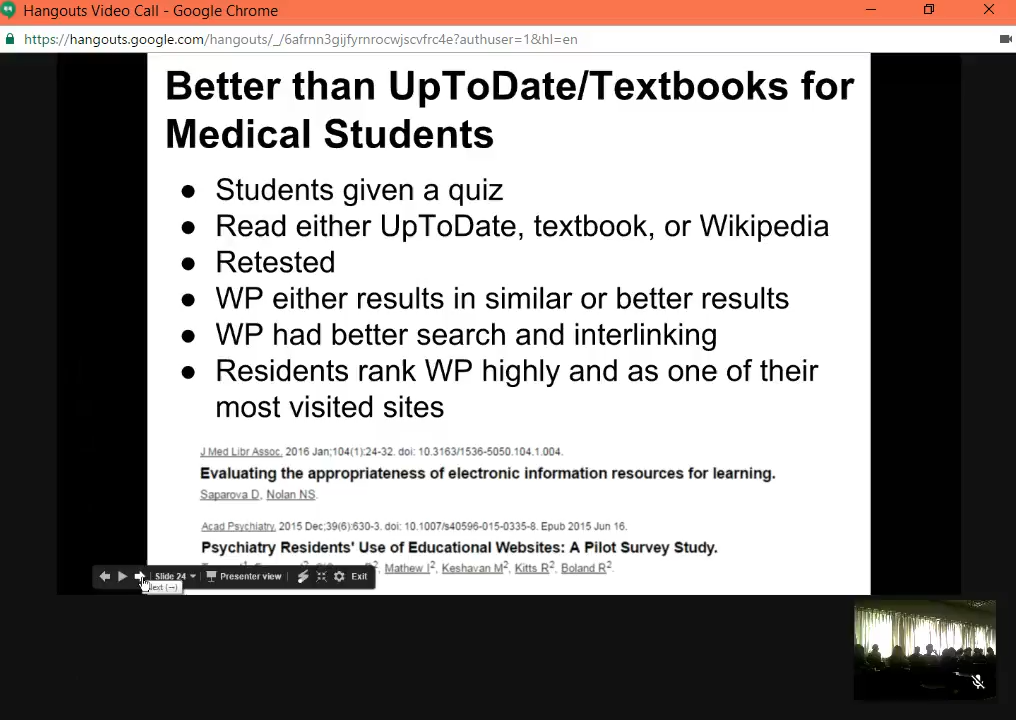 Hangouts Video Call - Google Chrome
https://hangouts.google.com/hangouts/_/6afrnn3gijfyrnrocwjscvfrc4e?authuser=1&hl=en
Better than UpToDate/Textbooks for
Medical Students
● Students given a quiz
● Read either UpToDate, textbook, or Wikipedia
● Retested
● WP either results in similar or better results
● WP had better search and interlinking
● Residents rank WP highly and as one of their
most visited sites
J Med Libr Assoc. 2016 Jan;104(1):24-32. doi: 10.3163/1536-5050.104.1.004.
Evaluating the appropriateness of electronic information resources for learning.
Saparova D, Nolan NS.
Acad Psychiatry. 2015 Dec;39(6):630-3. doi: 10.1007/s40596-015-0335-8. Epub 2015 Jun 16.
Psychiatry Residents' Use of Educational Websites: A Pilot Survey Study.
Mathew I2, Keshavan M2, Kitts R2, Boland R2.
Slide 24 Presenter view Exit